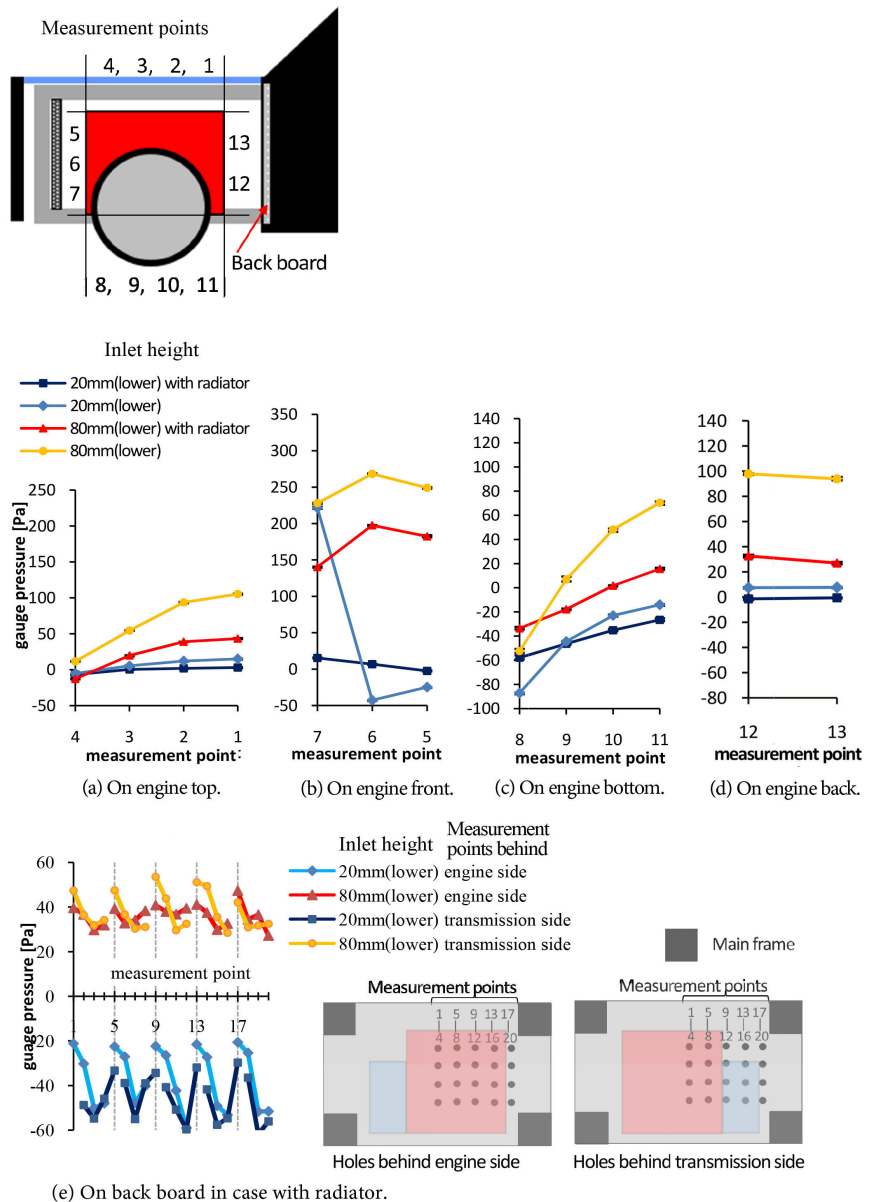 Measurement points
4, 3, 2, 1
5
6
7
13
12
Back board
8, 9, 10, 11
Inlet height
20mm(lower) with radiator
20mm(lower)
80mm(lower) with radiator
80mm(lower)
gauge pressure [Pa]
250
200
150
100
50
0
-50
4 3 2 1
measurement point:
(a) On engine top.
350
300
250
200
150
100
50
0
-50
7 6 5
measurement point
(b) On engine front.
140
120
100
80
60
40
20
0
-20
-40
-60
-80
-100
8 9 10 11
measurement point
(c) On engine bottom.
140
120
100
80
60
40
20
0
-20
-40
-60
-80
12 13
measurement point
(d) On engine back.
guage pressure [Pa]
60
40
20
0
-20
-40
-60
measurement point
1 5 9 13 17
Inlet height
Measurement
points behind
20mm(lower) engine side
80mm(lower) engine side
20mm(lower) transmission side
80mm(lower) transmission side
Main frame
Measurement points
1 5 9 13 17
4 8 12 16 20
Holes behind engine side
Measurement points
1 5 9 13 17
4 8 12 16 20
Holes behind transmission side
(e) On back board in case with radiator.